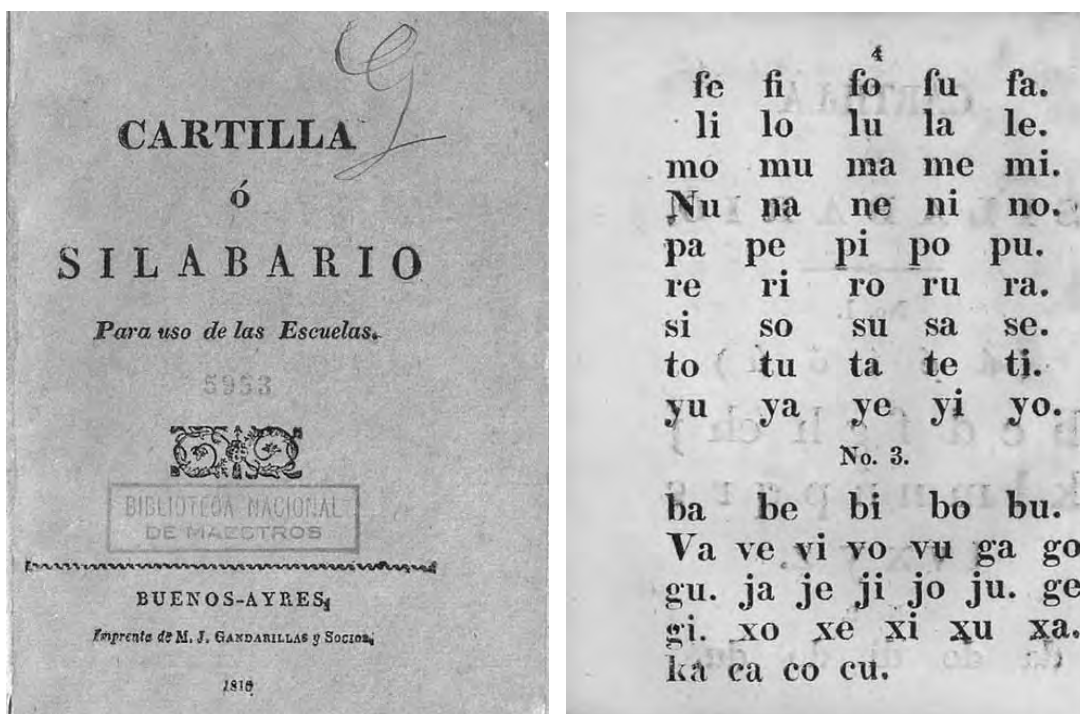 CARTILLA
ó
SILABARIO
Para uso de las Escuelas.
5953
BIBLIOTECA NACIONAL
DE MAESTROS
BUENOS-AYRES,
Imprenta de M. J. GANDARILLAS y SOCIOS,
4
fe fi fo fu fa.
li lo lu la le.
mo mu ma me mi.
Nu na ne ni no.
pa pe pi po pu.
re ri ro ru ra.
si so su sa se.
to tu ta te ti.
yu ya ye yi yo.
No. 3.
ba be bi bo bu.
Va ve vi vo vu ga go
gu. ja je ji jo ju. ge
gi. xo xe xi xu xa.
ka ca co cu.